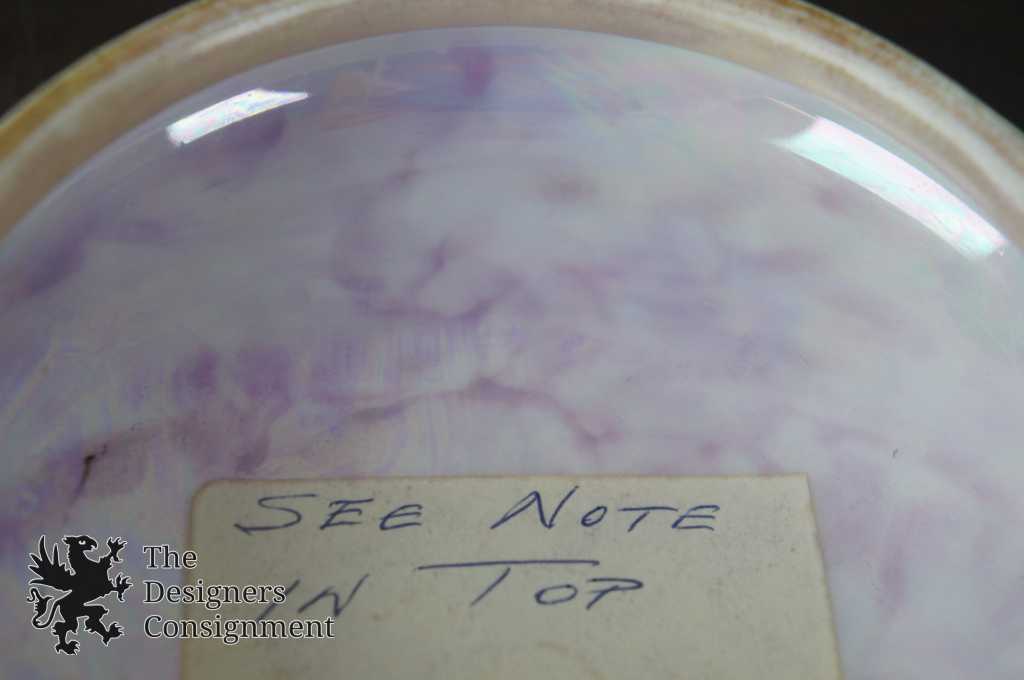 SEE NOTE
IN TOP
The
Designers
Consignment